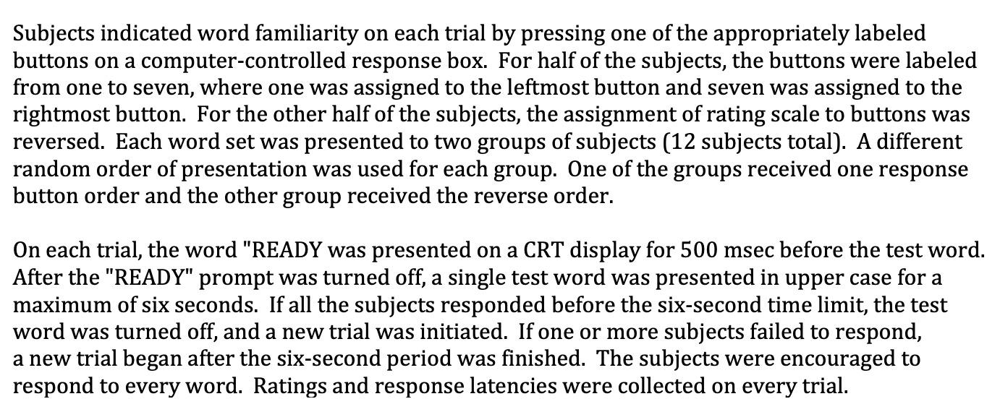 Subjects indicated word familiarity on each trial by pressing one of the appropriately labeled
buttons on a computer-controlled response box.  For half of the subjects, the buttons were labeled
from one to seven, where one was assigned to the leftmost button and seven was assigned to the
rightmost button.  For the other half of the subjects, the assignment of rating scale to buttons was
reversed.  Each word set was presented to two groups of subjects (12 subjects total).  A different
random order of presentation was used for each group.  One of the groups received one response
button order and the other group received the reverse order.

On each trial, the word "READY was presented on a CRT display for 500 msec before the test word.
After the "READY" prompt was turned off, a single test word was presented in upper case for a
maximum of six seconds.  If all the subjects responded before the six-second time limit, the test
word was turned off, and a new trial was initiated.  If one or more subjects failed to respond,
a new trial began after the six-second period was finished.  The subjects were encouraged to
respond to every word.  Ratings and response latencies were collected on every trial.